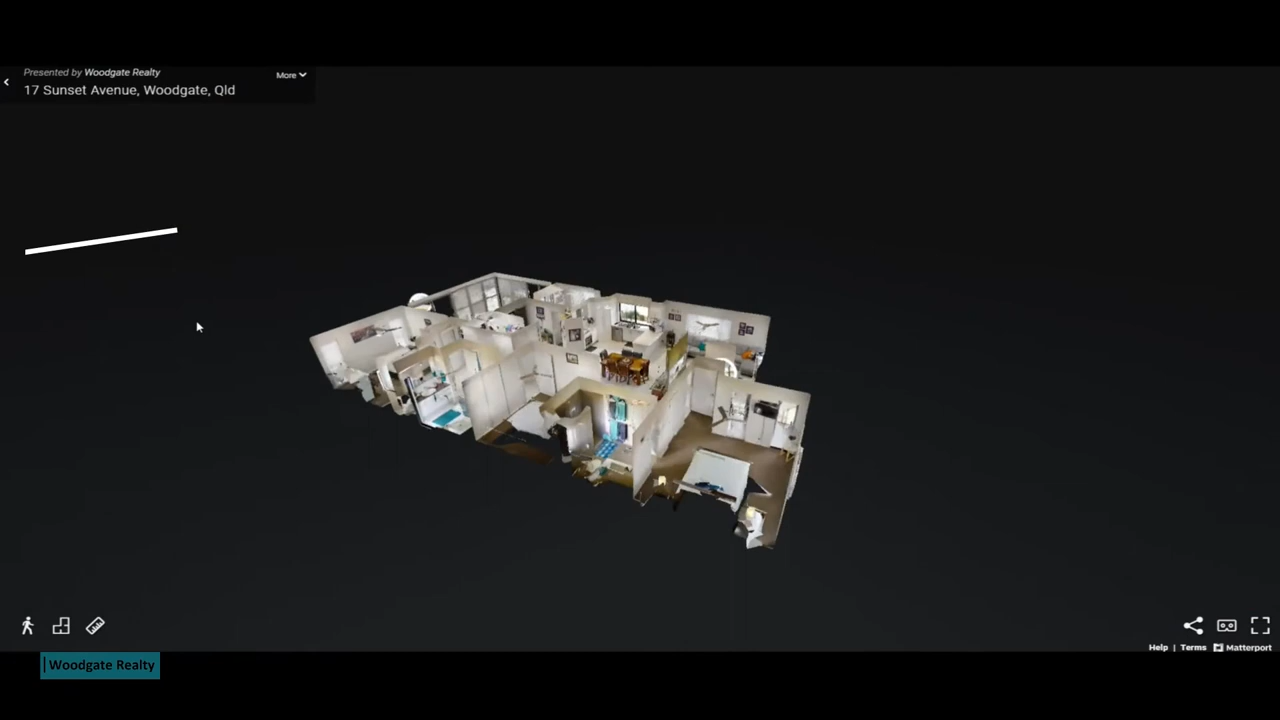 Presented by Woodgate Realty
More
17 Sunset Avenue, Woodgate, Qld
Help | Terms Matterport
Woodgate Realty